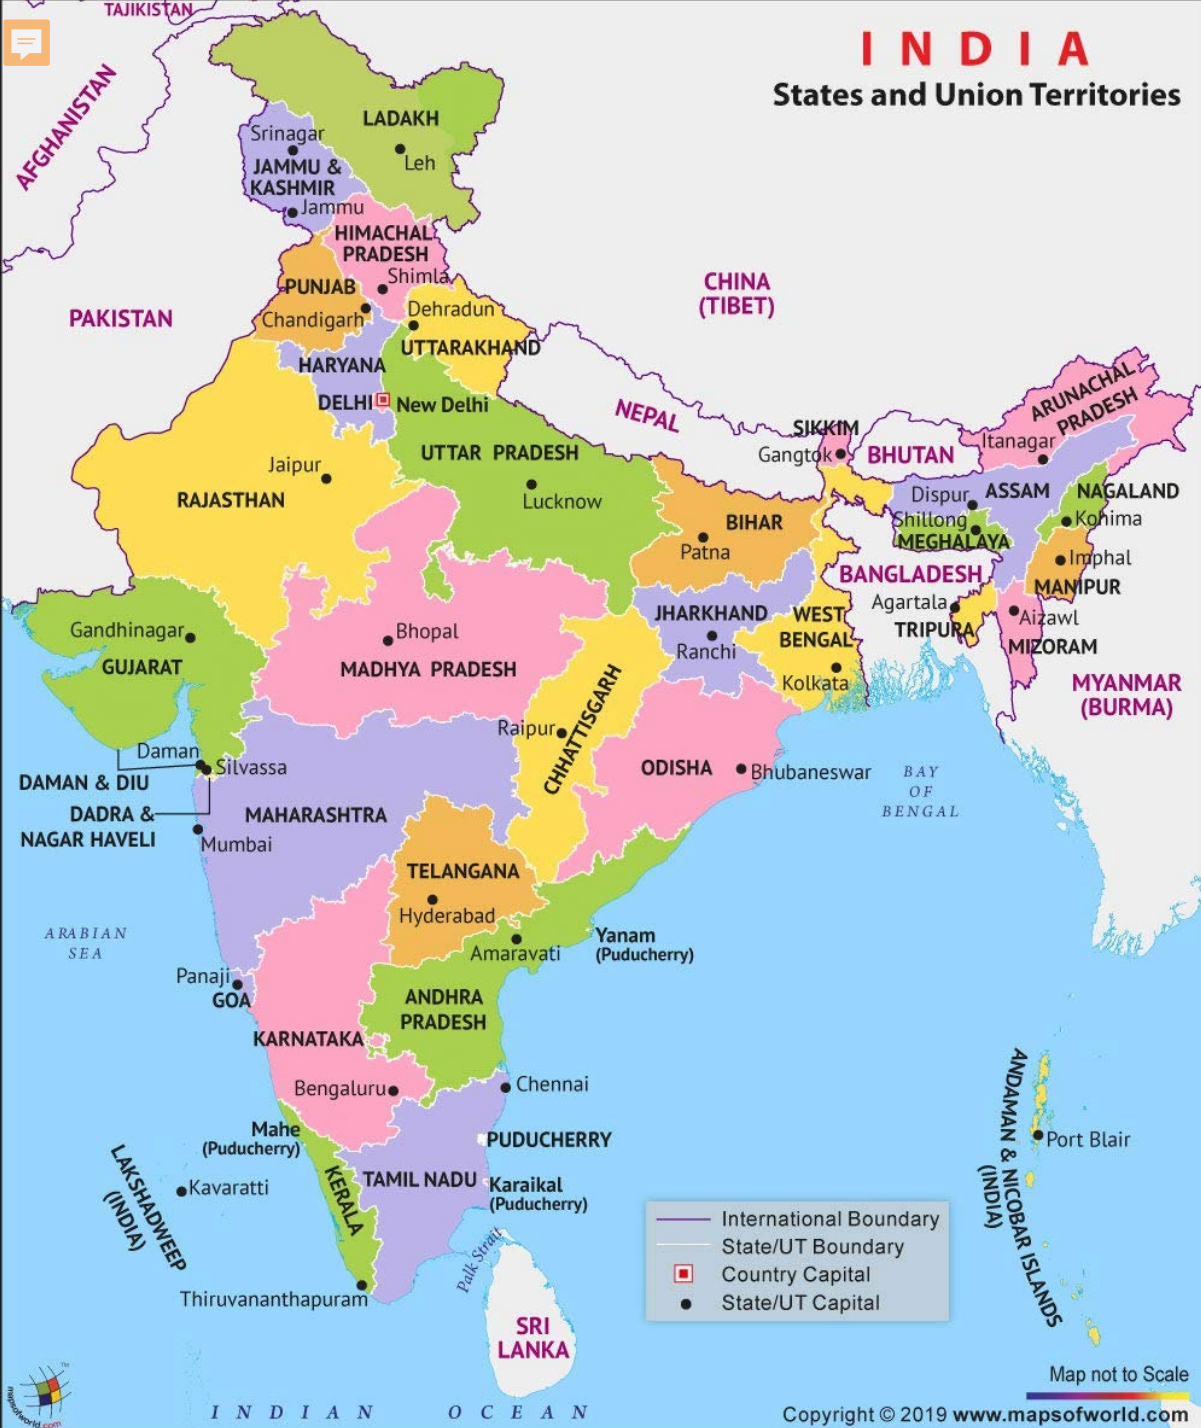 TAJIKISTAN
INDIA
States and Union Territories
AFGHANISTAN
LADAKH
Leh
Srinagar
JAMMU &
KASHMIR
Jammu
HIMACHAL
PRADESH
Shimla
PUNJAB
Chandigarh
Dehradun
UTTARAKHAND
CHINA
(TIBET)
PAKISTAN
HARYANA
DELHI
New Delhi
NEPAL
UTTAR PRADESH
Lucknow
Jaipur
RAJASTHAN
SIKKIM
Gangtok
BHUTAN
ARUNACHAL
PRADESH
Itanagar
Dispur
ASSAM
NAGALAND
Kohima
Shillong
MEGHALAYA
BIHAR
Patna
Imphal
MANIPUR
BANGLADESH
Agartala
TRIPURA
Aizawl
MIZORAM
MYANMAR
(BURMA)
JHARKHAND
Ranchi
WEST
BENGAL
Kolkata
Gandhinagar
GUJARAT
Bhopal
MADHYA PRADESH
CHHATTISGARH
Raipur
ODISHA
Bhubaneswar
BAY
OF
BENGAL
Daman
Silvassa
DAMAN & DIU
DADRA &
NAGAR HAVELI
MAHARASHTRA
Mumbai
TELANGANA
Hyderabad
ARABIAN
SEA
Amaravati
Yanam
(Puducherry)
Panaji
GOA
ANDHRA
PRADESH
KARNATAKA
Bengaluru
Chennai
Mahe
(Puducherry)
PUDUCHERRY
KERALA
TAMIL NADU
Karaikal
(Puducherry)
LAKSHADWEEP
(INDIA)
Kavaratti
Thiruvananthapuram
Palk Strait
SRI
LANKA
ANDAMAN & NICOBAR ISLANDS
(INDIA)
Port Blair
International Boundary
State/UT Boundary
Country Capital
State/UT Capital
INDIAN OCEAN
Map not to Scale
Copyright © 2019 www.mapsofworld.com
mapsofworld.com
TM